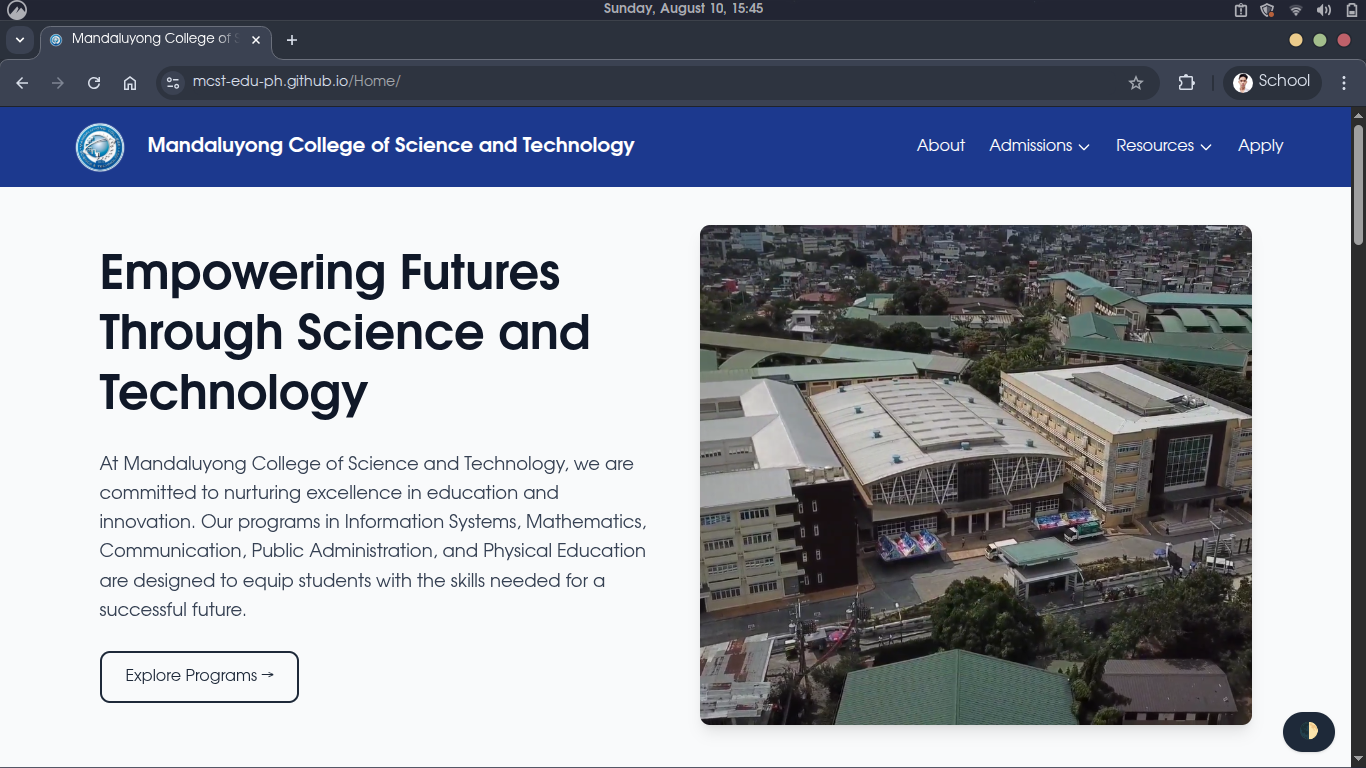 Sunday, August 10, 15:45
Mandaluyong College of S
mcst-edu-ph.github.io/Home/
School
Mandaluyong College of Science and Technology
About
Admissions
Resources
Apply
Empowering Futures
Through Science and
Technology
At Mandaluyong College of Science and Technology, we are
committed to nurturing excellence in education and
innovation. Our programs in Information Systems, Mathematics,
Communication, Public Administration, and Physical Education
are designed to equip students with the skills needed for a
successful future.
Explore Programs →